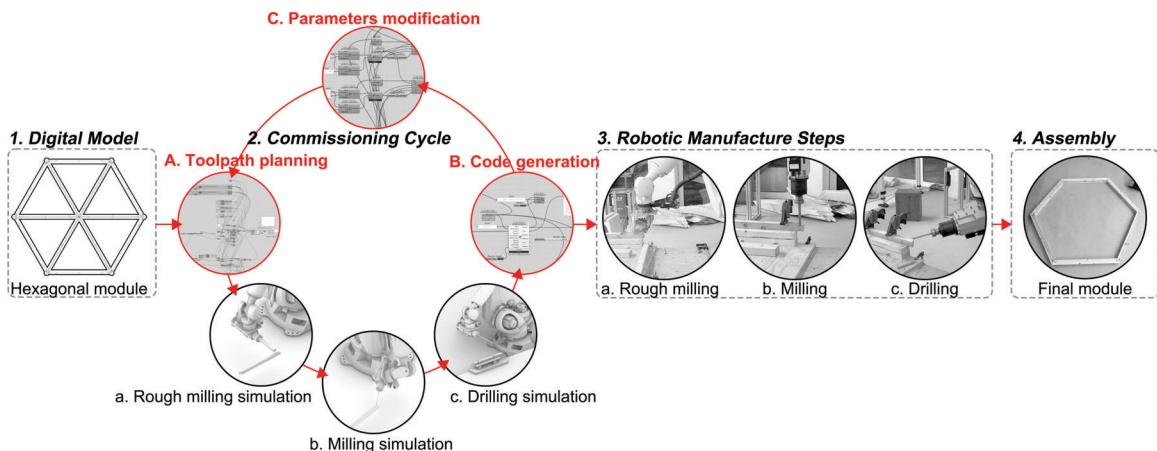 C. Parameters modification
1. Digital Model
2. Commissioning Cycle
3. Robotic Manufacture Steps
4. Assembly
A. Toolpath planning
B. Code generation
Hexagonal module
a. Rough milling
b. Milling
c. Drilling
Final module
a. Rough milling simulation
c. Drilling simulation
b. Milling simulation